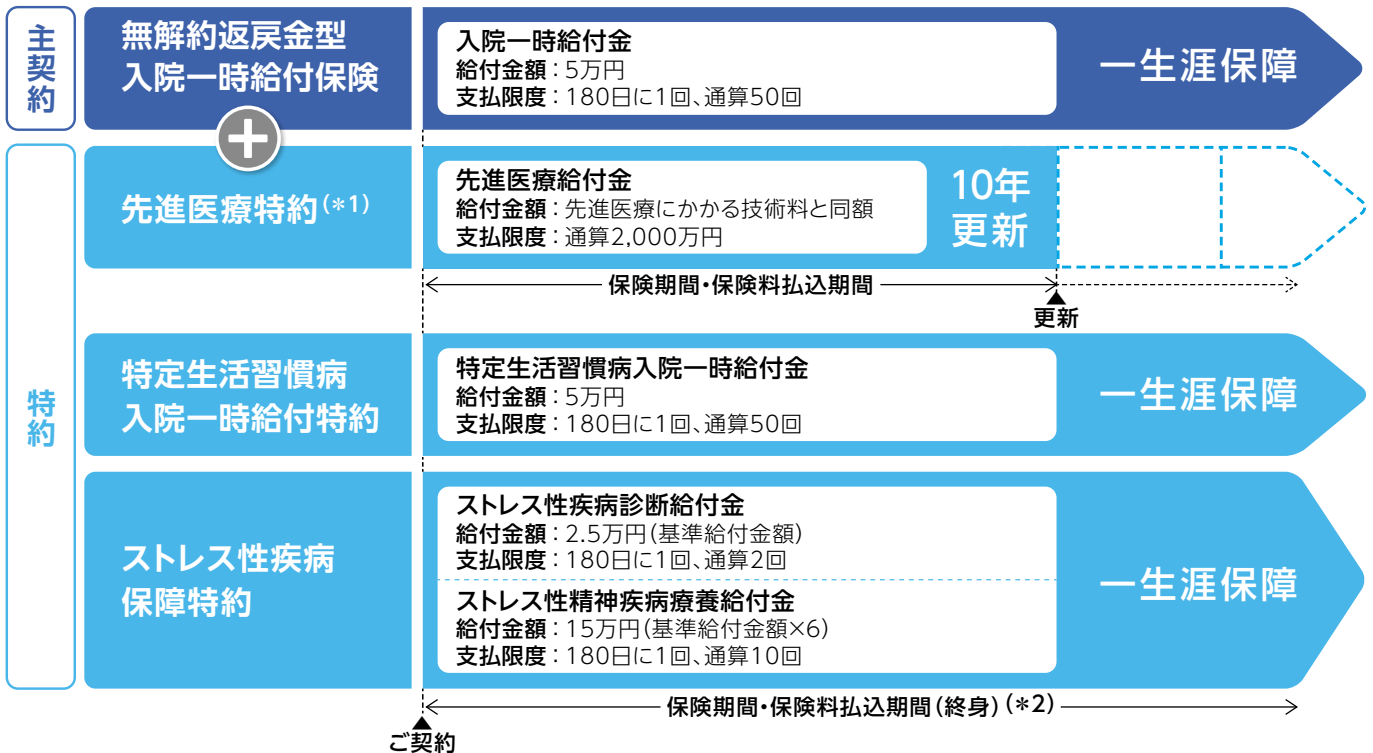 主契約
無解約返戻金型
入院一時給付保険
入院一時給付金
給付金額：5万円
支払限度：180日に1回、通算50回
一生涯保障
特約
先進医療特約(*1)
先進医療給付金
給付金額：先進医療にかかる技術料と同額
支払限度：通算2,000万円
10年
更新
保険期間・保険料払込期間
更新
特定生活習慣病
入院一時給付特約
特定生活習慣病入院一時給付金
給付金額：5万円
支払限度：180日に1回、通算50回
一生涯保障
ストレス性疾病
保障特約
ストレス性疾病診断給付金
給付金額：2.5万円(基準給付金額)
支払限度：180日に1回、通算2回
ストレス性精神疾病療養給付金
給付金額：15万円(基準給付金額×6)
支払限度：180日に1回、通算10回
一生涯保障
保険期間・保険料払込期間(終身)(*2)
ご契約